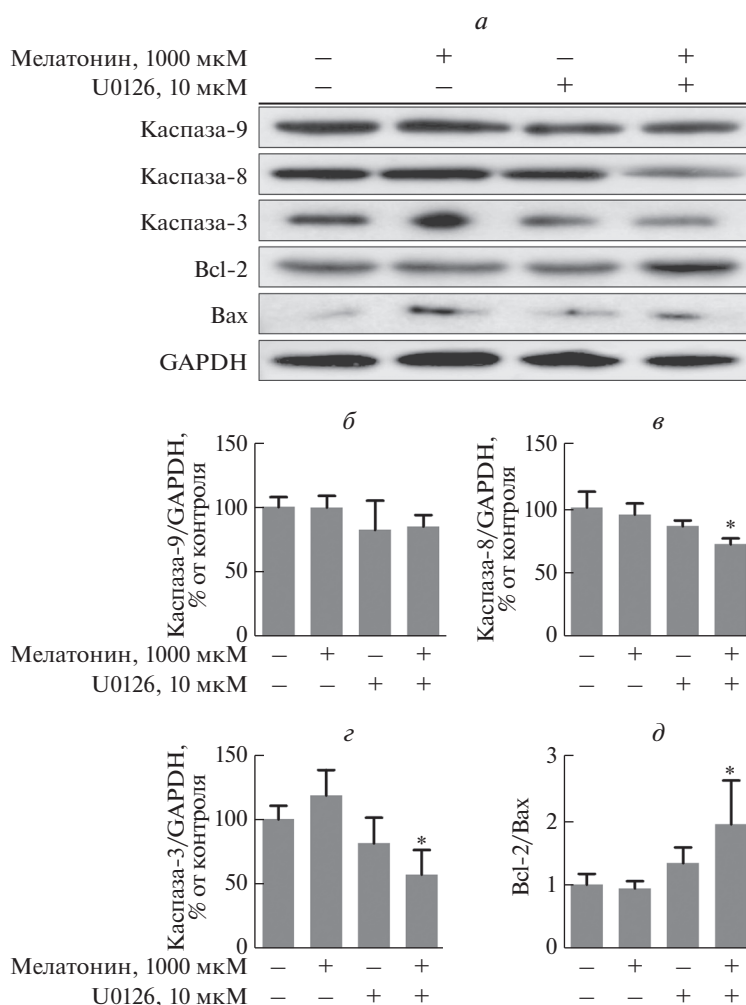 а
Мелатонин, 1000 мкМ – + – +
U0126, 10 мкМ – – + +
Каспаза-9
Каспаза-8
Каспаза-3
Bcl-2
Bax
GAPDH
б
Каспаза-9/GAPDH,
% от контроля
150
100
50
0
Мелатонин, 1000 мкМ – + – +
U0126, 10 мкМ – – + +
в
Каспаза-8/GAPDH,
% от контроля
150
100
50
0
*
– + – +
– – + +
г
Каспаза-3/GAPDH,
% от контроля
150
100
50
0
*
Мелатонин, 1000 мкМ – + – +
U0126, 10 мкМ – – + +
д
Bcl-2/Bax
3
2
1
0
*
– + – +
– – + +